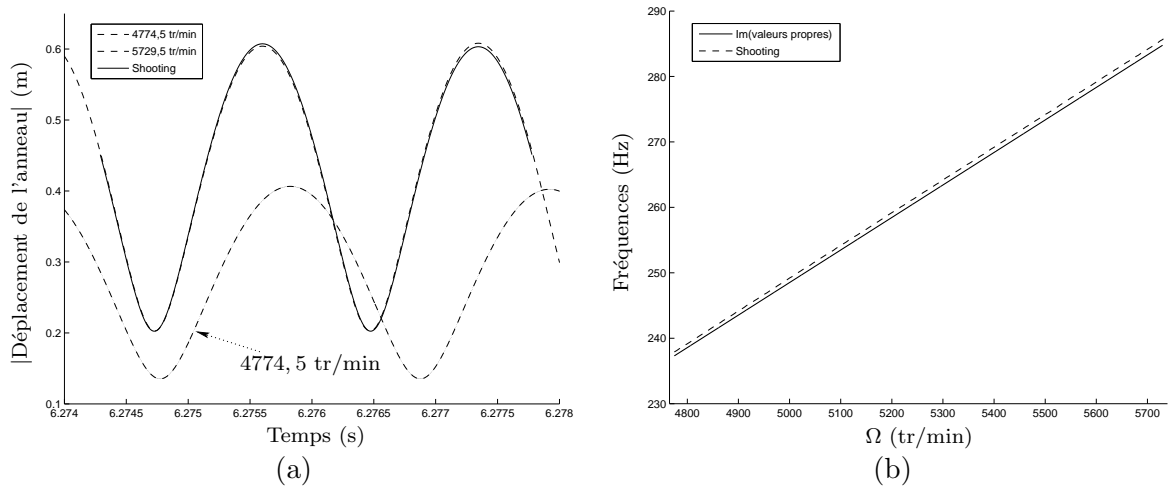 4774,5 tr/min
5729,5 tr/min
Shooting
|Déplacement de l'anneau| (m)
0.6
0.5
0.4
0.3
0.2
0.1
4774, 5 tr/min
6.274
6.2745
6.275
6.2755
6.276
6.2765
6.277
6.2775
6.278
Temps (s)
(a)
Im(valeurs propres)
Shooting
Fréquences (Hz)
290
280
270
260
250
240
230
4800
4900
5000
5100
5200
5300
5400
5500
5600
5700
Ω (tr/min)
(b)